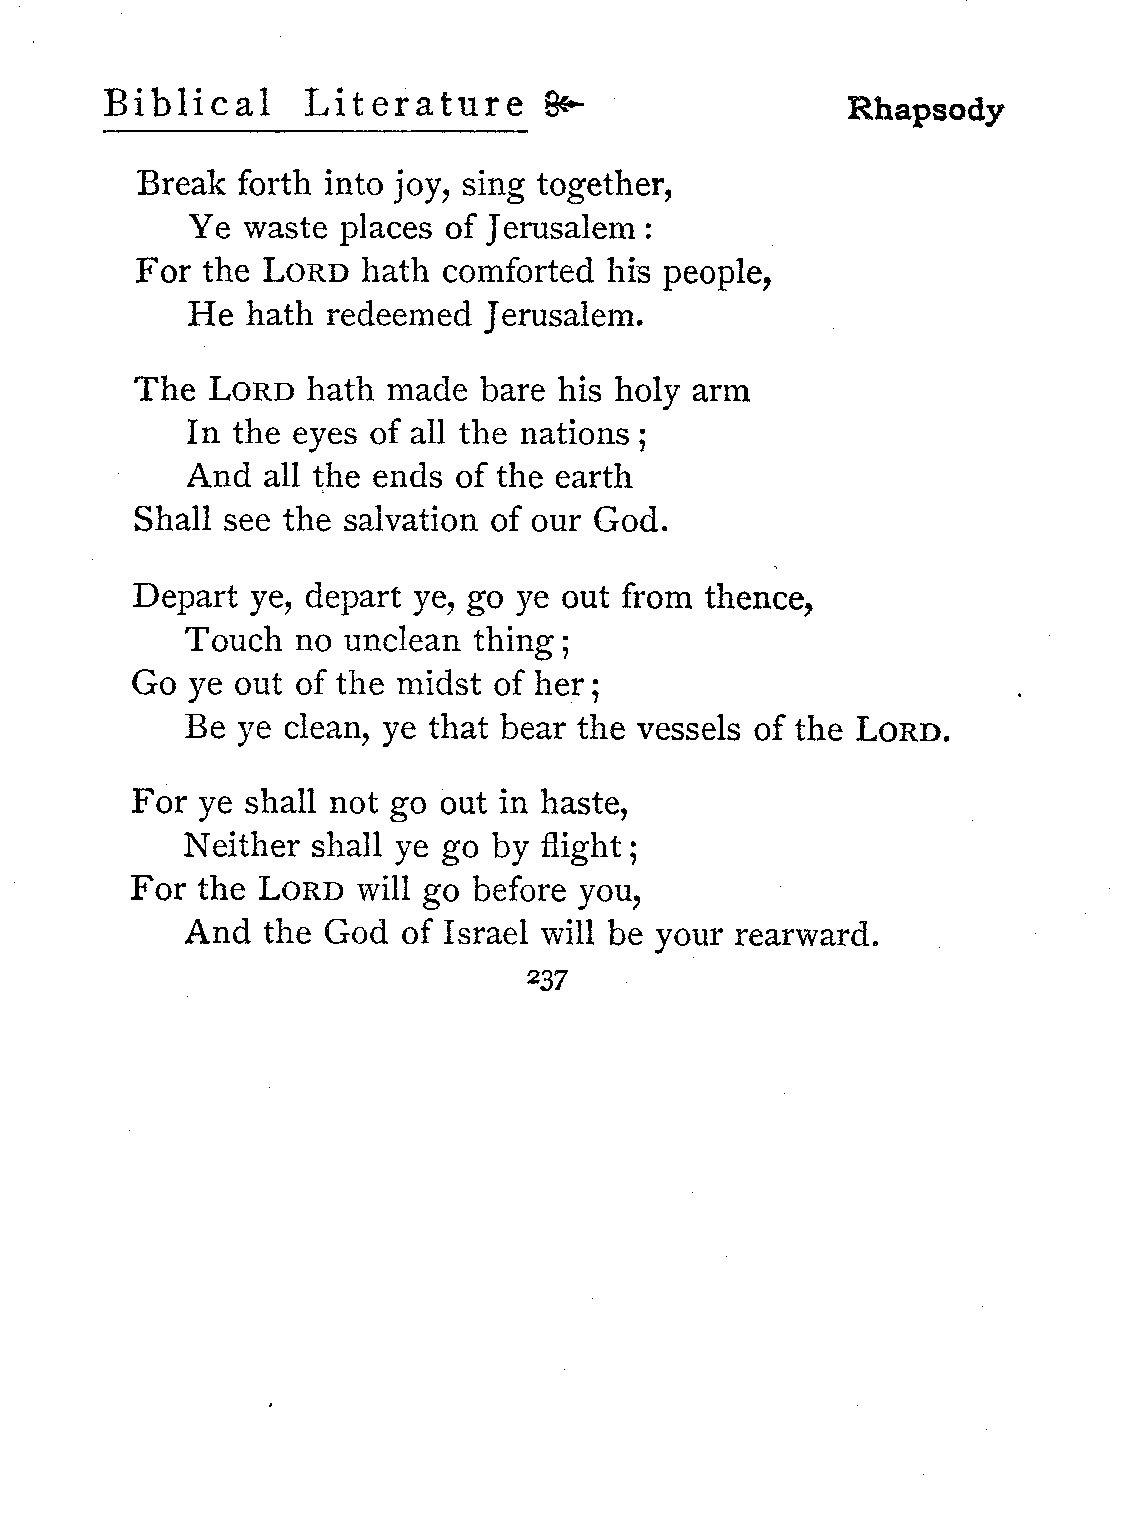 Biblical Literature Rhapsody
Break forth into joy, sing together,
Ye waste places of Jerusalem:
For the LORD hath comforted his people,
He hath redeemed Jerusalem.
The LORD hath made bare his holy arm
In the eyes of all the nations;
And all the ends of the earth
Shall see the salvation of our God.
Depart ye, depart ye, go ye out from thence,
Touch no unclean thing;
Go ye out of the midst of her;
Be ye clean, ye that bear the vessels of the LORD.
For ye shall not go out in haste,
Neither shall ye go by flight;
For the LORD will go before you,
And the God of Israel will be your rearward.
237